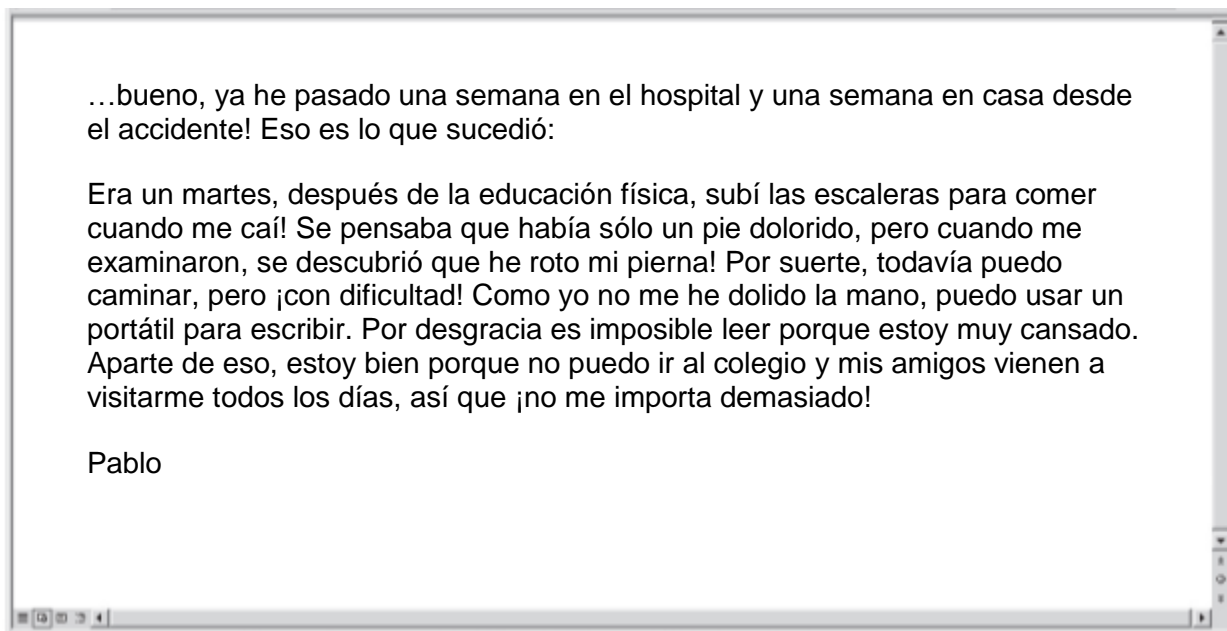 …bueno, ya he pasado una semana en el hospital y una semana en casa desde
el accidente! Eso es lo que sucedió:
Era un martes, después de la educación física, subí las escaleras para comer
cuando me caí! Se pensaba que había sólo un pie dolorido, pero cuando me
examinaron, se descubrió que he roto mi pierna! Por suerte, todavía puedo
caminar, pero ¡con dificultad! Como yo no me he dolido la mano, puedo usar un
portátil para escribir. Por desgracia es imposible leer porque estoy muy cansado.
Aparte de eso, estoy bien porque no puedo ir al colegio y mis amigos vienen a
visitarme todos los días, así que ¡no me importa demasiado!
Pablo